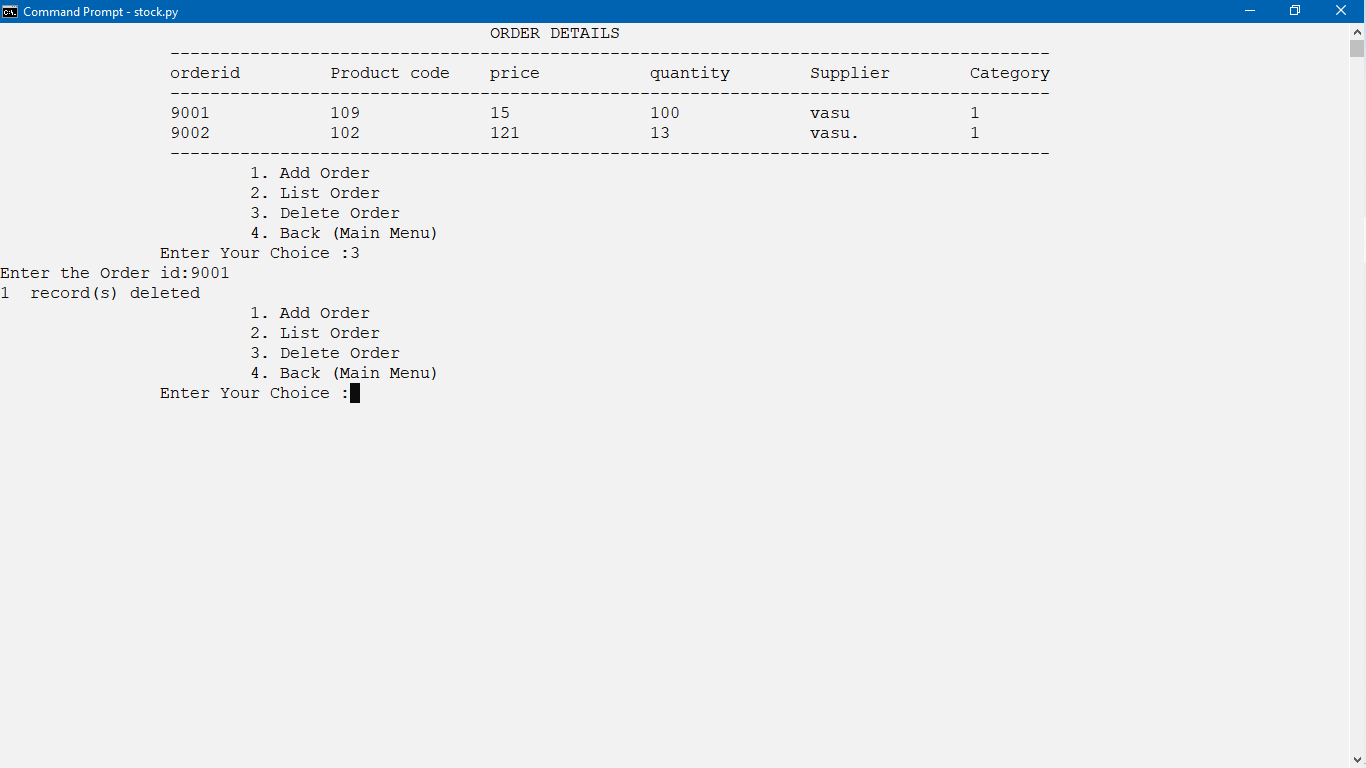 Command Prompt - stock.py
ORDER DETAILS
----------------------------------------------------------------------------------------
orderid Product code price quantity Supplier Category
----------------------------------------------------------------------------------------
9001 109 15 100 vasu 1
9002 102 121 13 vasu. 1
----------------------------------------------------------------------------------------
1. Add Order
2. List Order
3. Delete Order
4. Back (Main Menu)
Enter Your Choice :3
Enter the Order id:9001
1  record(s) deleted
1. Add Order
2. List Order
3. Delete Order
4. Back (Main Menu)
Enter Your Choice :